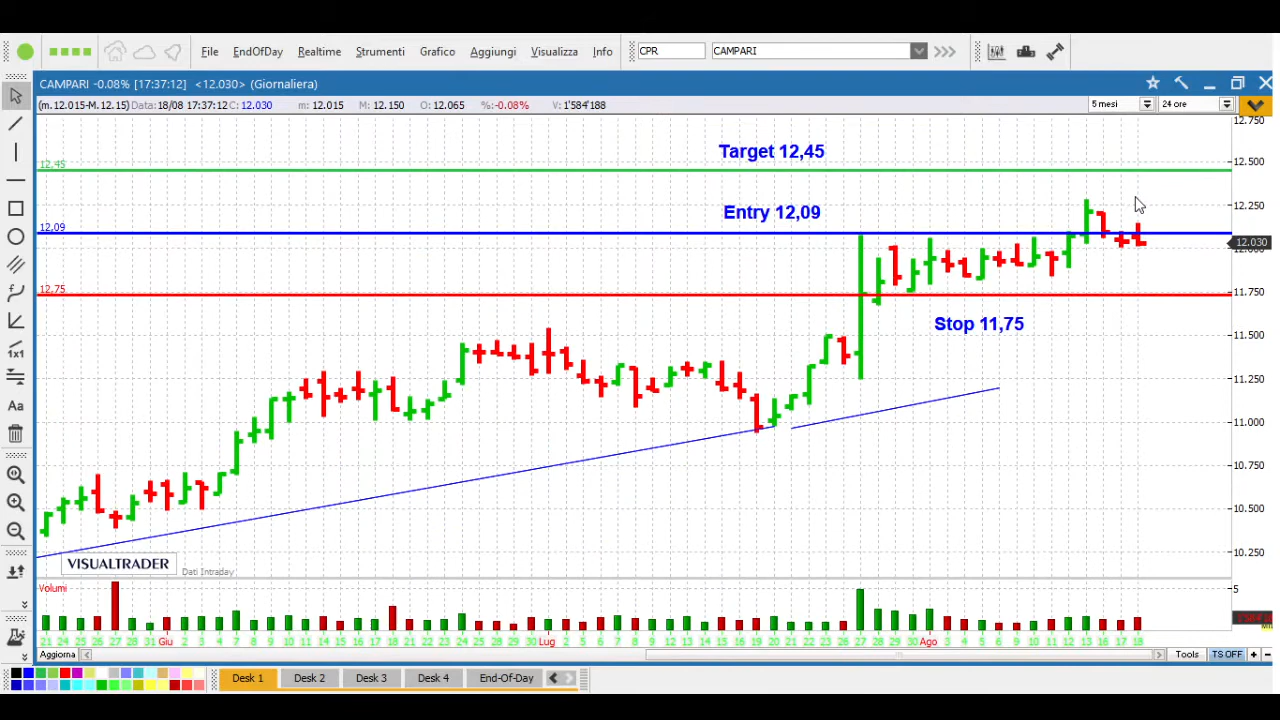 File EndOfDay Realtime Strumenti Grafico Aggiungi Visualizza Info CPR CAMPARI
CAMPARI -0.08% [17:37:12] <12.030> (Giornaliera)
(m.12.015-M.12.15) Data:18/08 17:37:12 C: 12.030 m: 12.015 M: 12.150 O: 12.065 %:-0.08% V: 1'584'188 5 mesi 24 ore
12.750
Target 12,45
12,45
12.500
Entry 12,09
12.250
12,09
12.030
12.000
12,75
11.750
Stop 11,75
11.500
1x1
11.250
Aa
11.000
10.750
10.500
10.250
VISUALTRADER
Dati Intraday
Volumi
5
21 24 25 26 27 28 31 Giu 2 3 4 7 8 9 10 11 14 15 16 17 18 21 22 23 24 25 28 29 30 Lug 2 5 6 7 8 9 12 13 14 15 16 19 20 21 22 23 26 27 28 29 30 Ago 3 4 5 6 9 10 11 12 13 16 17 18
Aggiorna Tools TS OFF
Desk 1 Desk 2 Desk 3 Desk 4 End-Of-Day